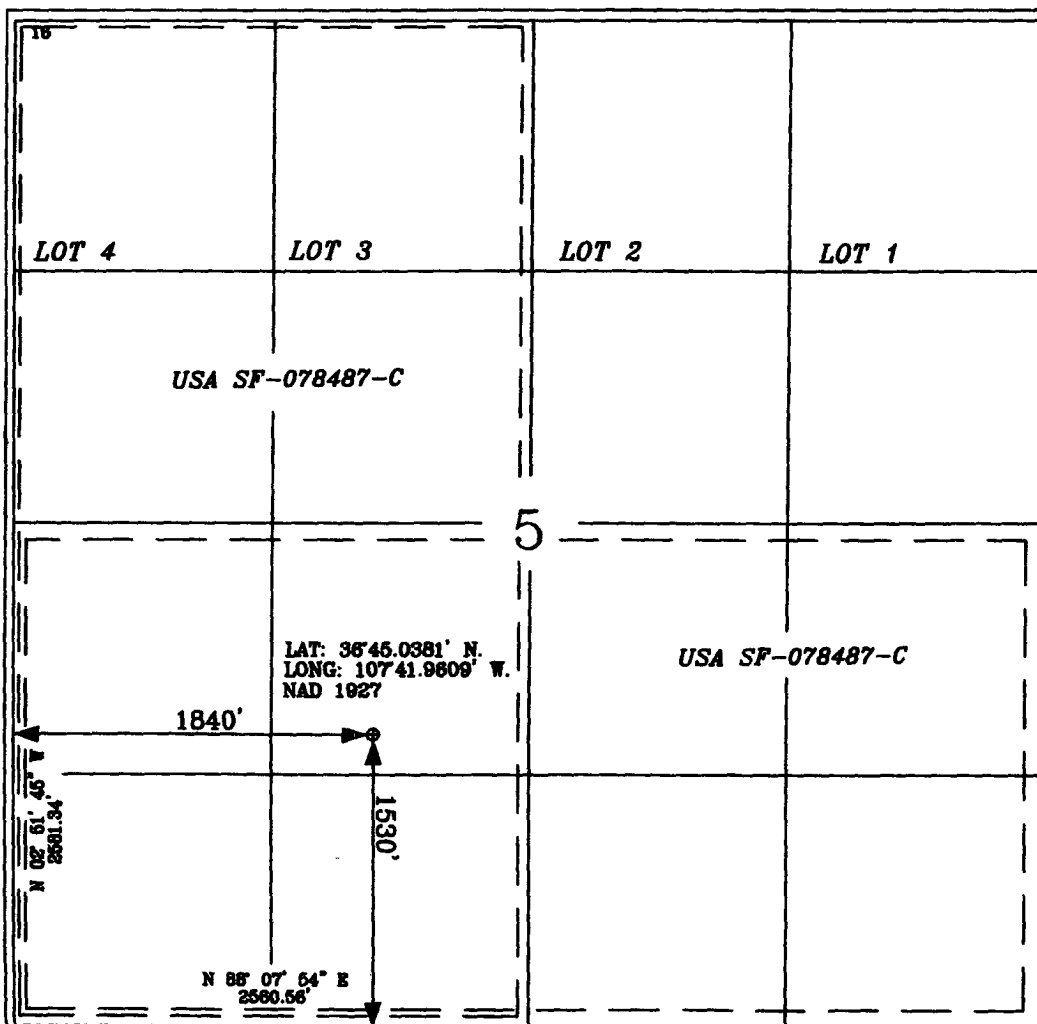 16
LOT 4 LOT 3 LOT 2 LOT 1
USA SF-078487-C
5
LAT: 36°45.0381' N.
LONG: 107°41.9609' W.
NAD 1927
USA SF-078487-C
1840'
1530'
N 02° 51' 45" W
2581.34'
N 88° 07' 54" E
2560.56'